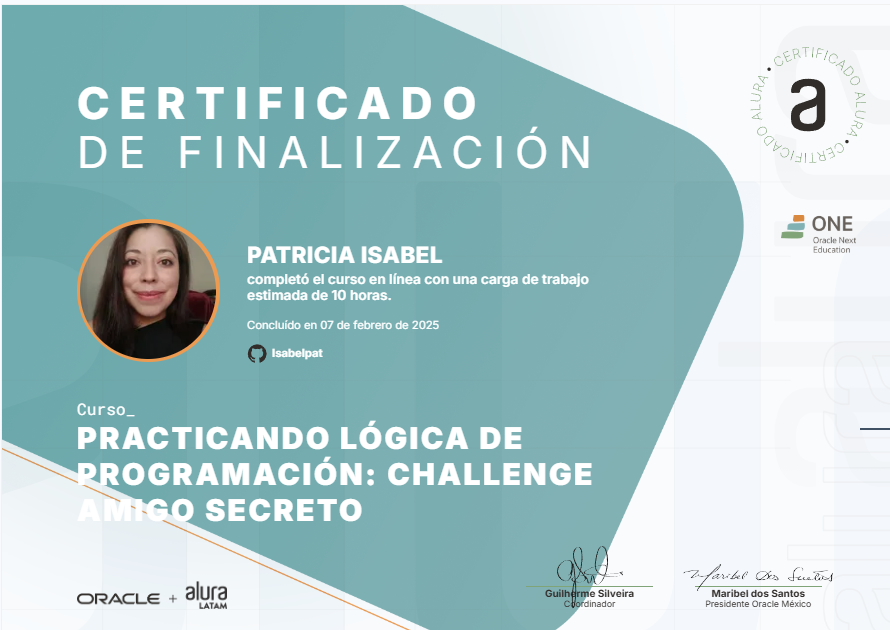 CERTIFICADO
DE FINALIZACIÓN
CERTIFICADO ALURA • CERTIFICADO ALURA •
a
ONE
Oracle Next
Education
PATRICIA ISABEL
completó el curso en línea con una carga de trabajo
estimada de 10 horas.
Concluído en 07 de febrero de 2025
Isabelpat
Curso_
PRACTICANDO LÓGICA DE
PROGRAMACIÓN: CHALLENGE
AMIGO SECRETO
ORACLE + alura
LATAM
Guilherme Silveira
Coordinador
Maribel dos Santos
Maribel dos Santos
Presidente Oracle México